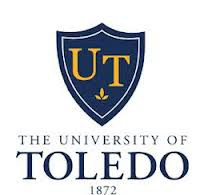 UT
THE UNIVERSITY OF
TOLEDO
1872